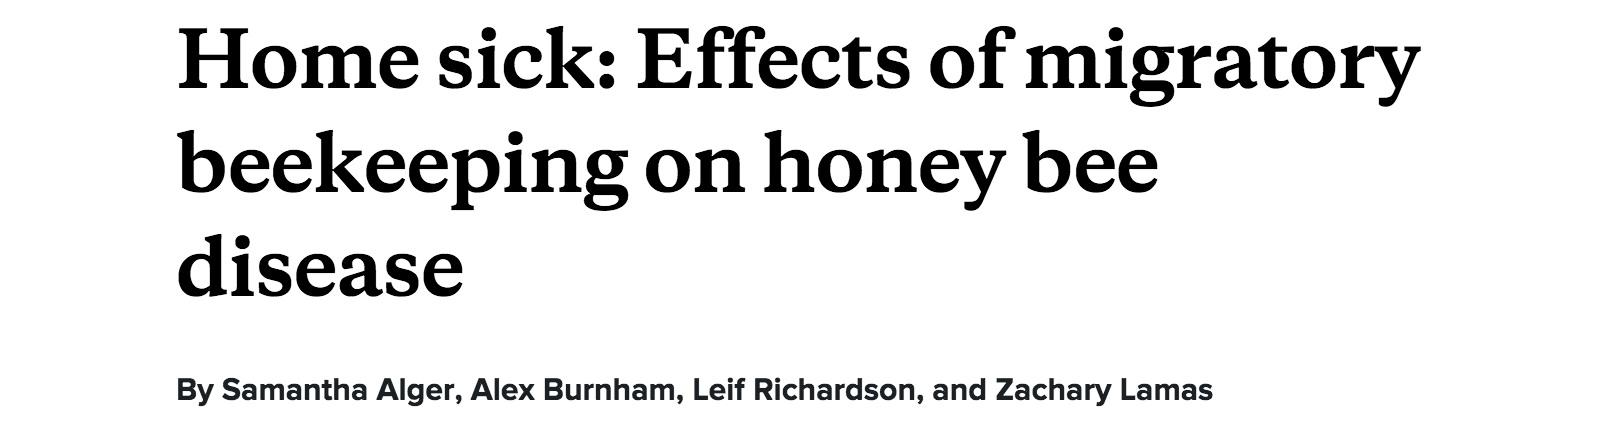 Home sick: Effects of migratory
beekeeping on honey bee
disease
By Samantha Alger, Alex Burnham, Leif Richardson, and Zachary Lamas